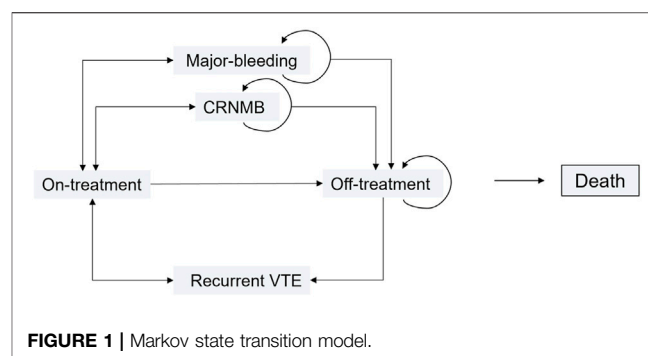 Major-bleeding
CRNMB
On-treatment
Off-treatment
Death
Recurrent VTE
FIGURE 1 | Markov state transition model.